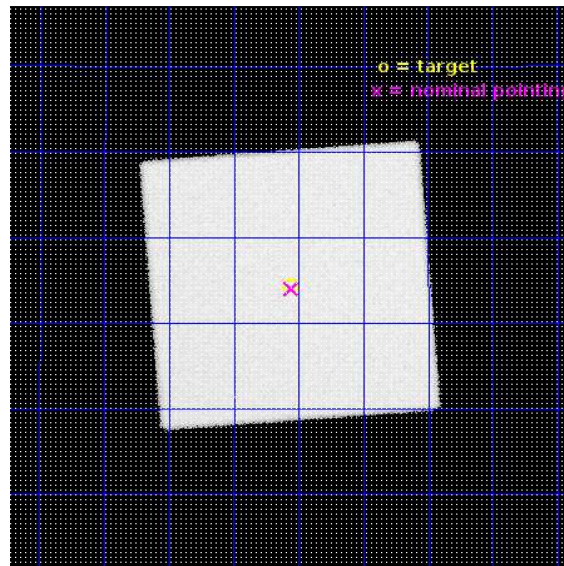 o = target
x = nominal pointin